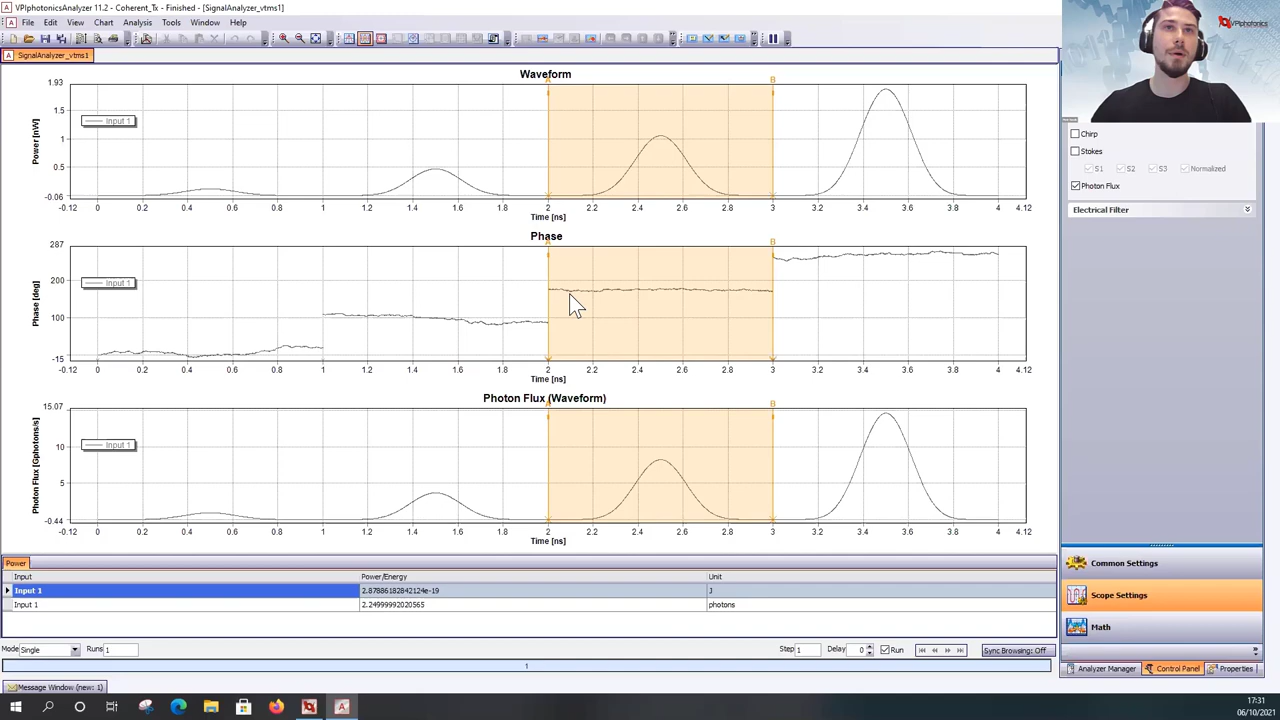 VPIphotonicsAnalyzer 11.2 - Coherent_Tx - Finished - [SignalAnalyzer_vtms1]
VPIphotonics
File Edit View Chart Analysis Tools Window Help
SignalAnalyzer_vtms1
Waveform
A B
1.93
1.5
1
0.5
-0.06
Power [mW]
Input 1
-0.12 0 0.2 0.4 0.6 0.8 1 1.2 1.4 1.6 1.8 2 2.2 2.4 2.6 2.8 3 3.2 3.4 3.6 3.8 4 4.12
Time [ns]
Chirp
Stokes
S1 S2 S3 Normalized
Photon Flux
Electrical Filter
Phase
A B
287
200
100
-15
Phase [deg]
Input 1
-0.12 0 0.2 0.4 0.6 0.8 1 1.2 1.4 1.6 1.8 2 2.2 2.4 2.6 2.8 3 3.2 3.4 3.6 3.8 4 4.12
Time [ns]
Photon Flux (Waveform)
A B
15.07
10
5
-0.44
Photon Flux [Gphotons/s]
Input 1
-0.12 0 0.2 0.4 0.6 0.8 1 1.2 1.4 1.6 1.8 2 2.2 2.4 2.6 2.8 3 3.2 3.4 3.6 3.8 4 4.12
Time [ns]
Power
Input Power/Energy Unit
Input 1 2.87886182842124e-19 J
Input 1 2.24999992020565 photons
Common Settings
Scope Settings
Math
Mode Single Runs 1 Step 1 Delay 0 Run Sync Browsing: Off
1
Analyzer Manager Control Panel Properties
Message Window (new: 1)
17:31
06/10/2021